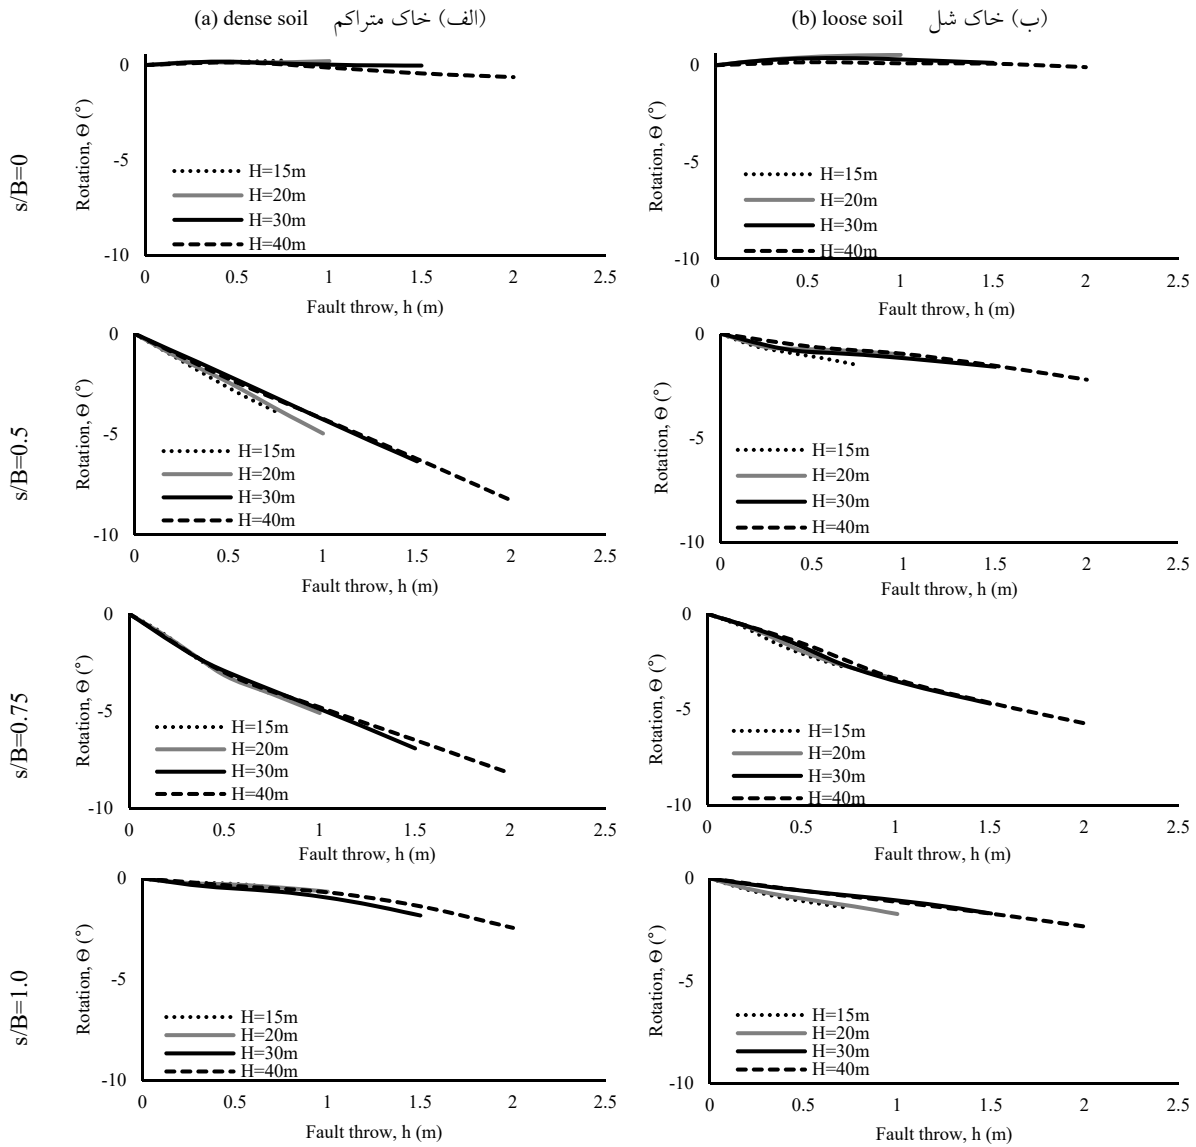 (a) dense soil (الف) خاک متراکم
(b) loose soil (ب) خاک شل
s/B=0
Rotation, Θ (°)
0
-5
-10
H=15m
H=20m
H=30m
H=40m
0 0.5 1 1.5 2 2.5
Fault throw, h (m)
Rotation, Θ (°)
0
-5
-10
H=15m
H=20m
H=30m
H=40m
0 0.5 1 1.5 2 2.5
Fault throw, h (m)
s/B=0.5
Rotation, Θ (°)
0
-5
-10
H=15m
H=20m
H=30m
H=40m
0 0.5 1 1.5 2 2.5
Fault throw, h (m)
Rotation, Θ (°)
0
-5
-10
H=15m
H=20m
H=30m
H=40m
0 0.5 1 1.5 2 2.5
Fault throw, h (m)
s/B=0.75
Rotation, Θ (°)
0
-5
-10
H=15m
H=20m
H=30m
H=40m
0 0.5 1 1.5 2 2.5
Fault throw, h (m)
Rotation, Θ (°)
0
-5
-10
H=15m
H=20m
H=30m
H=40m
0 0.5 1 1.5 2 2.5
Fault throw, h (m)
s/B=1.0
Rotation, Θ (°)
0
-5
-10
H=15m
H=20m
H=30m
H=40m
0 0.5 1 1.5 2 2.5
Fault throw, h (m)
Rotation, Θ (°)
0
-5
-10
H=15m
H=20m
H=30m
H=40m
0 0.5 1 1.5 2 2.5
Fault throw, h (m)